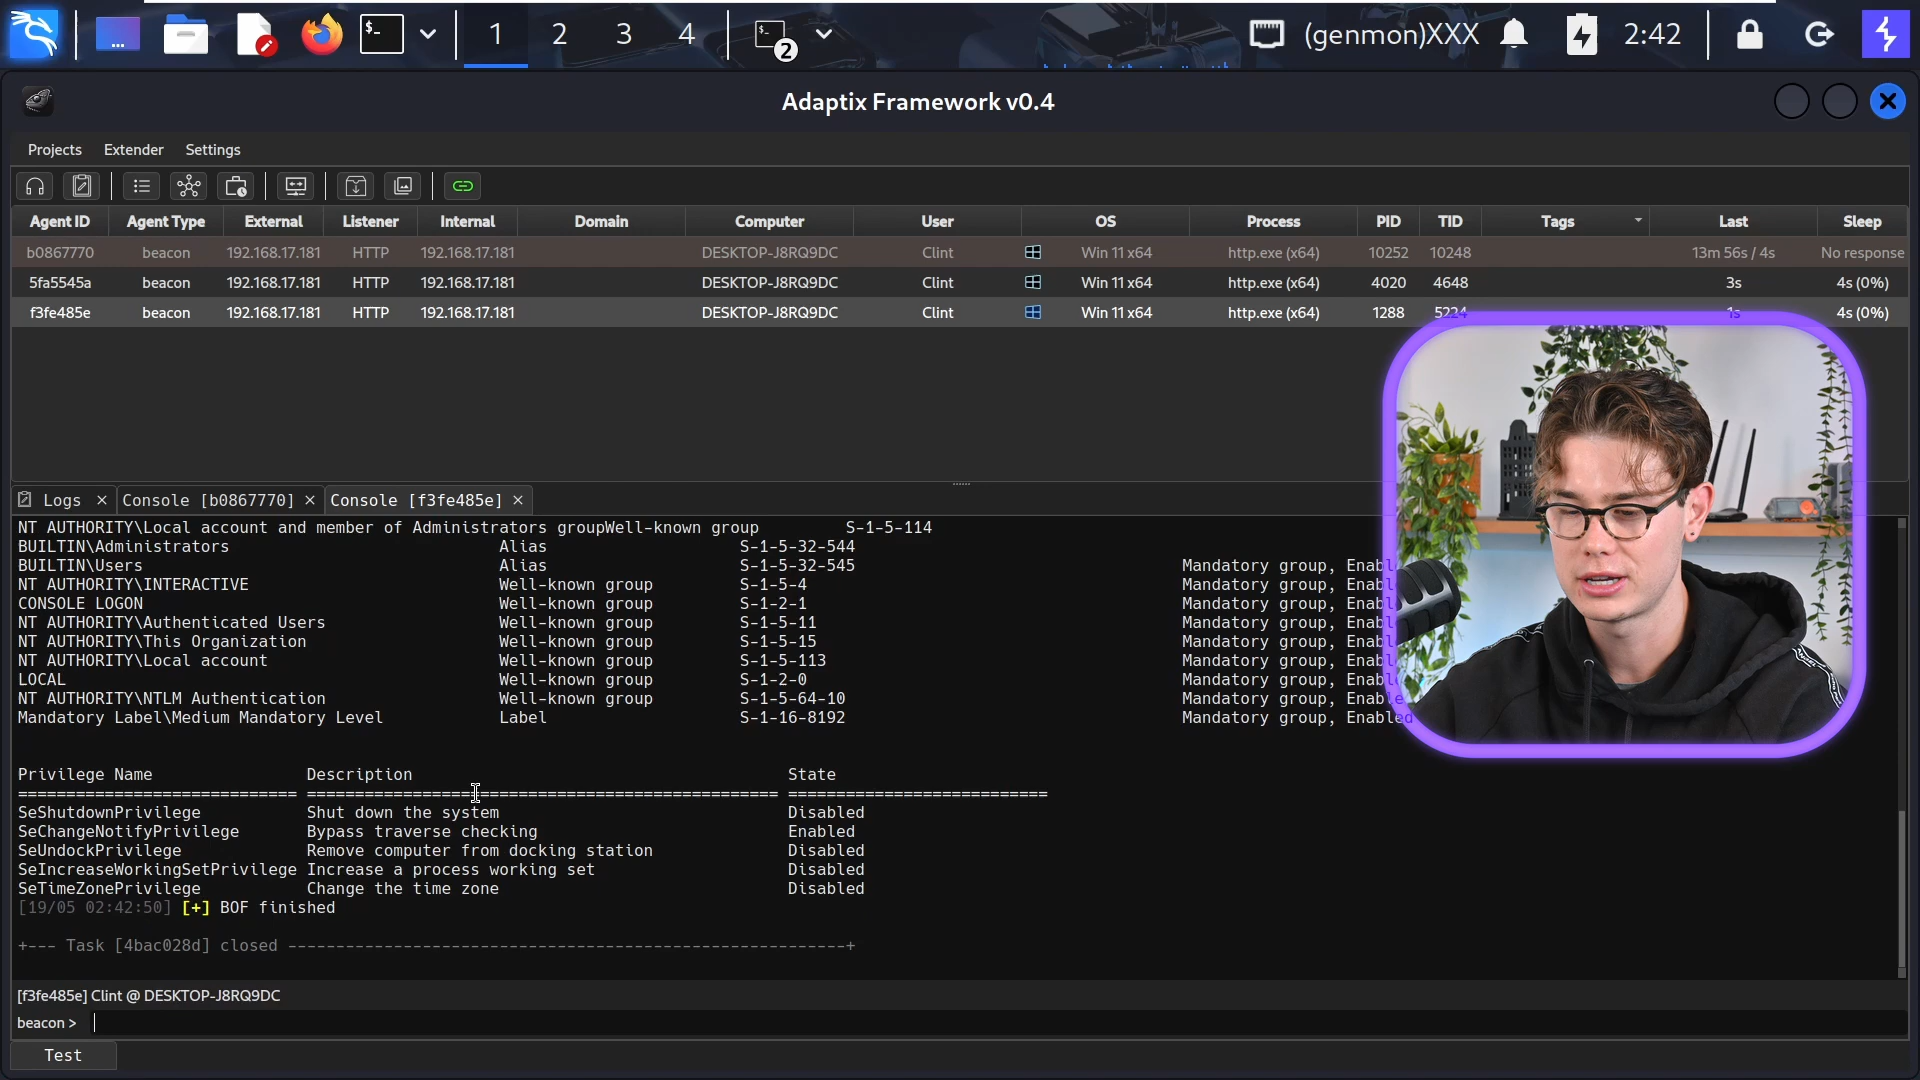 1 2 3 4 2 (genmon)XXX 2:42
Adaptix Framework v0.4
Projects Extender Settings
Agent ID Agent Type External Listener Internal Domain Computer User OS Process PID TID Tags Last Sleep
b0867770 beacon 192.168.17.181 HTTP 192.168.17.181 DESKTOP-J8RQ9DC Clint Win 11 x64 http.exe (x64) 10252 10248 13m 56s / 4s No response
5fa5545a beacon 192.168.17.181 HTTP 192.168.17.181 DESKTOP-J8RQ9DC Clint Win 11 x64 http.exe (x64) 4020 4648 3s 4s (0%)
f3fe485e beacon 192.168.17.181 HTTP 192.168.17.181 DESKTOP-J8RQ9DC Clint Win 11 x64 http.exe (x64) 1288 5224 1s 4s (0%)
Logs Console [b0867770] Console [f3fe485e]
NT AUTHORITY\Local account and member of Administrators groupWell-known group S-1-5-114
BUILTIN\Administrators Alias S-1-5-32-544
BUILTIN\Users Alias S-1-5-32-545 Mandatory group, Enabl
NT AUTHORITY\INTERACTIVE Well-known group S-1-5-4 Mandatory group, Enabl
CONSOLE LOGON Well-known group S-1-2-1 Mandatory group, Enabl
NT AUTHORITY\Authenticated Users Well-known group S-1-5-11 Mandatory group, Enabl
NT AUTHORITY\This Organization Well-known group S-1-5-15 Mandatory group, Enabl
NT AUTHORITY\Local account Well-known group S-1-5-113 Mandatory group, Enabl
LOCAL Well-known group S-1-2-0 Mandatory group, Enabl
NT AUTHORITY\NTLM Authentication Well-known group S-1-5-64-10 Mandatory group, Enable
Mandatory Label\Medium Mandatory Level Label S-1-16-8192 Mandatory group, Enabled
Privilege Name Description State
============================= ================================================= ===========================
SeShutdownPrivilege Shut down the system Disabled
SeChangeNotifyPrivilege Bypass traverse checking Enabled
SeUndockPrivilege Remove computer from docking station Disabled
SeIncreaseWorkingSetPrivilege Increase a process working set Disabled
SeTimeZonePrivilege Change the time zone Disabled
[19/05 02:42:50] [+] BOF finished
+--- Task [4bac028d] closed ----------------------------------------------------------+
[f3fe485e] Clint @ DESKTOP-J8RQ9DC
beacon >
Test